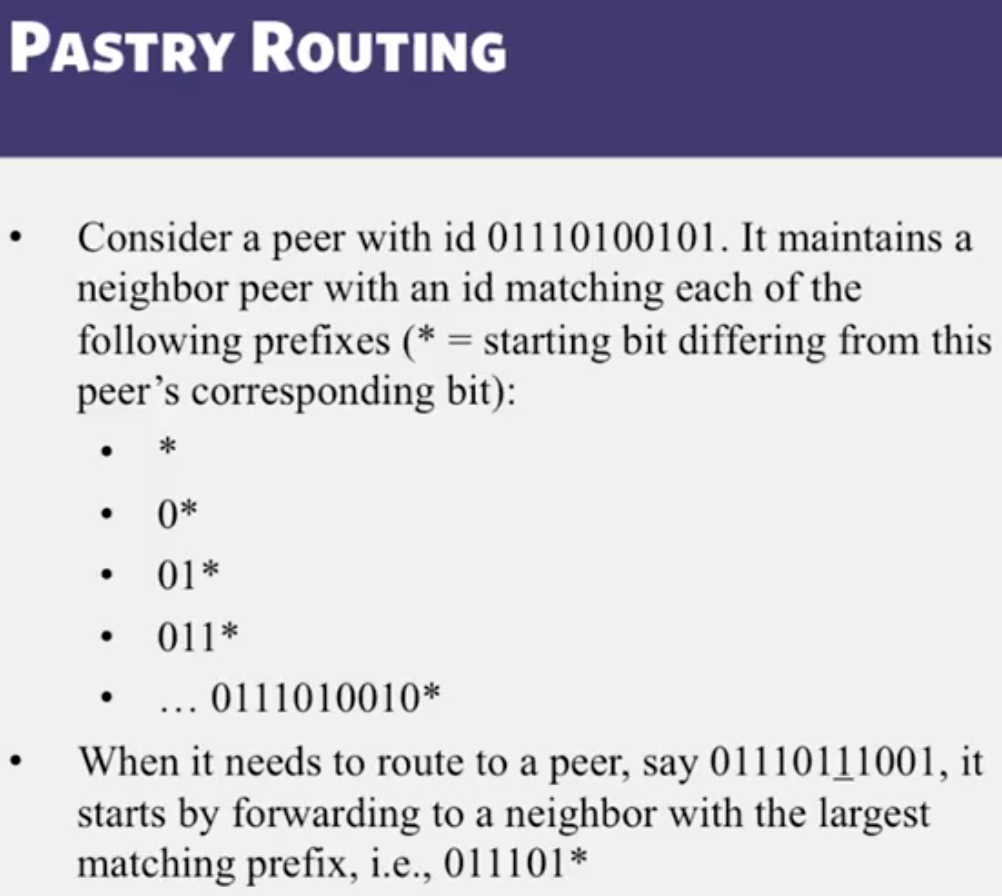 PASTRY ROUTING
• Consider a peer with id 01110100101. It maintains a
neighbor peer with an id matching each of the
following prefixes (* = starting bit differing from this
peer's corresponding bit):
• *
• 0*
• 01*
• 011*
• … 0111010010*
• When it needs to route to a peer, say 01110111001, it
starts by forwarding to a neighbor with the largest
matching prefix, i.e., 011101*